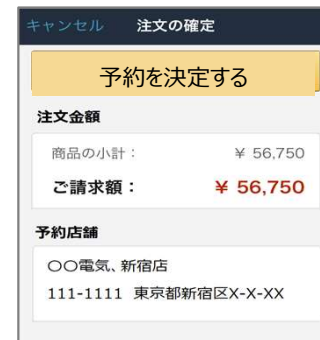 キャンセル 注文の確定
予約を決定する
注文金額
商品の小計： ¥ 56,750
ご請求額： ¥ 56,750
予約店舗
〇〇電気、新宿店
111-1111 東京都新宿区X-X-XX